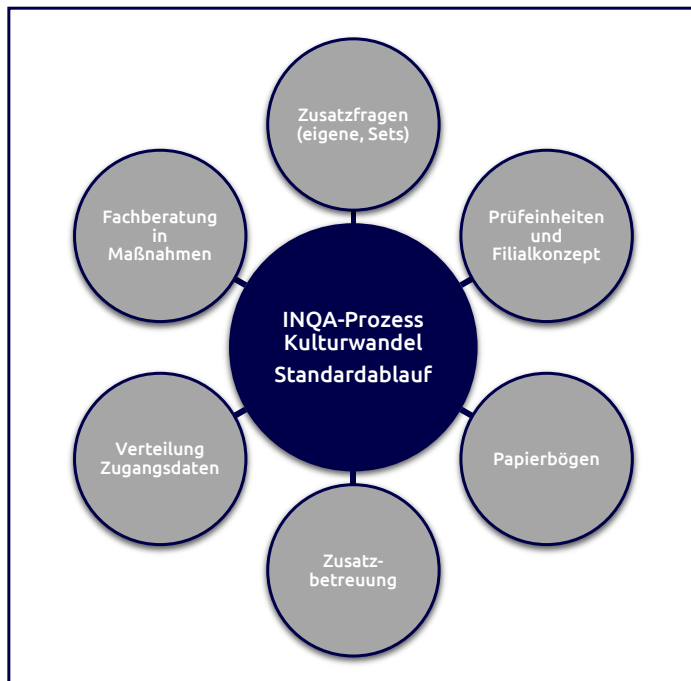 Zusatzfragen
(eigene, Sets)
Fachberatung
in
Maßnahmen
Prüfeinheiten
und
Filialkonzept
INQA-Prozess
Kulturwandel
Standardablauf
Verteilung
Zugangsdaten
Papierbögen
Zusatz-
betreuung